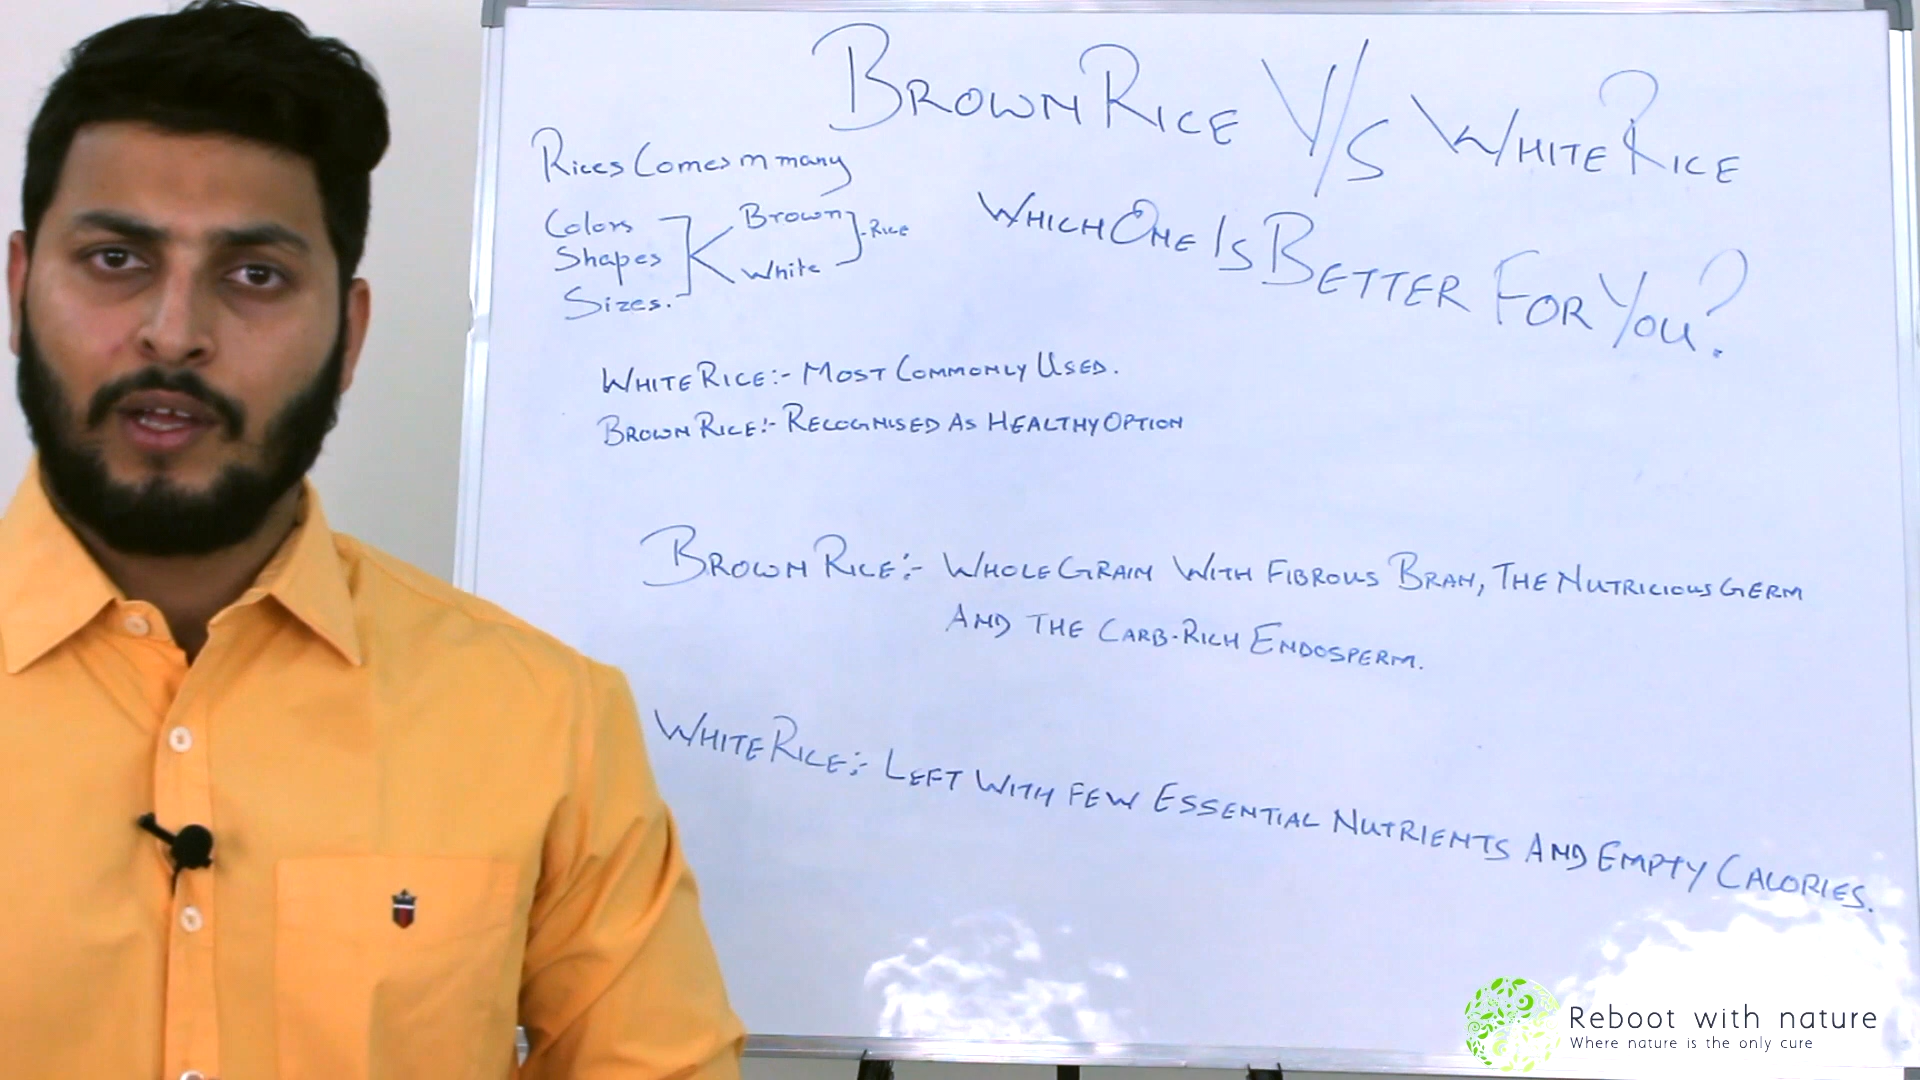 BROWN RICE V/S WHITE RICE
WHICH ONE IS BETTER FOR YOU?
Rices Comes in many
Colors
Shapes
Sizes.
Brown
White
Rice
WHITE RICE:- MOST COMMONLY USED.
BROWN RICE:- RECOGNISED AS HEALTHY OPTION
BROWN RICE:- WHOLE GRAIN WITH FIBROUS BRAN, THE NUTRICIOUS GERM
AND THE CARB-RICH ENDOSPERM.
WHITE RICE:- LEFT WITH FEW ESSENTIAL NUTRIENTS AND EMPTY CALORIES.
Reboot with nature
Where nature is the only cure